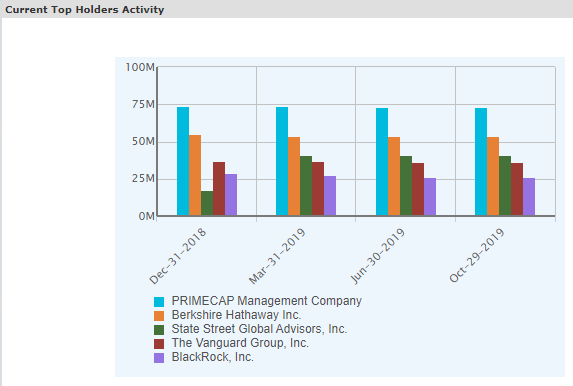 Current Top Holders Activity
100M
75M
50M
25M
0M
Dec-31-2018
Mar-31-2019
Jun-30-2019
Oct-29-2019
PRIMECAP Management Company
Berkshire Hathaway Inc.
State Street Global Advisors, Inc.
The Vanguard Group, Inc.
BlackRock, Inc.